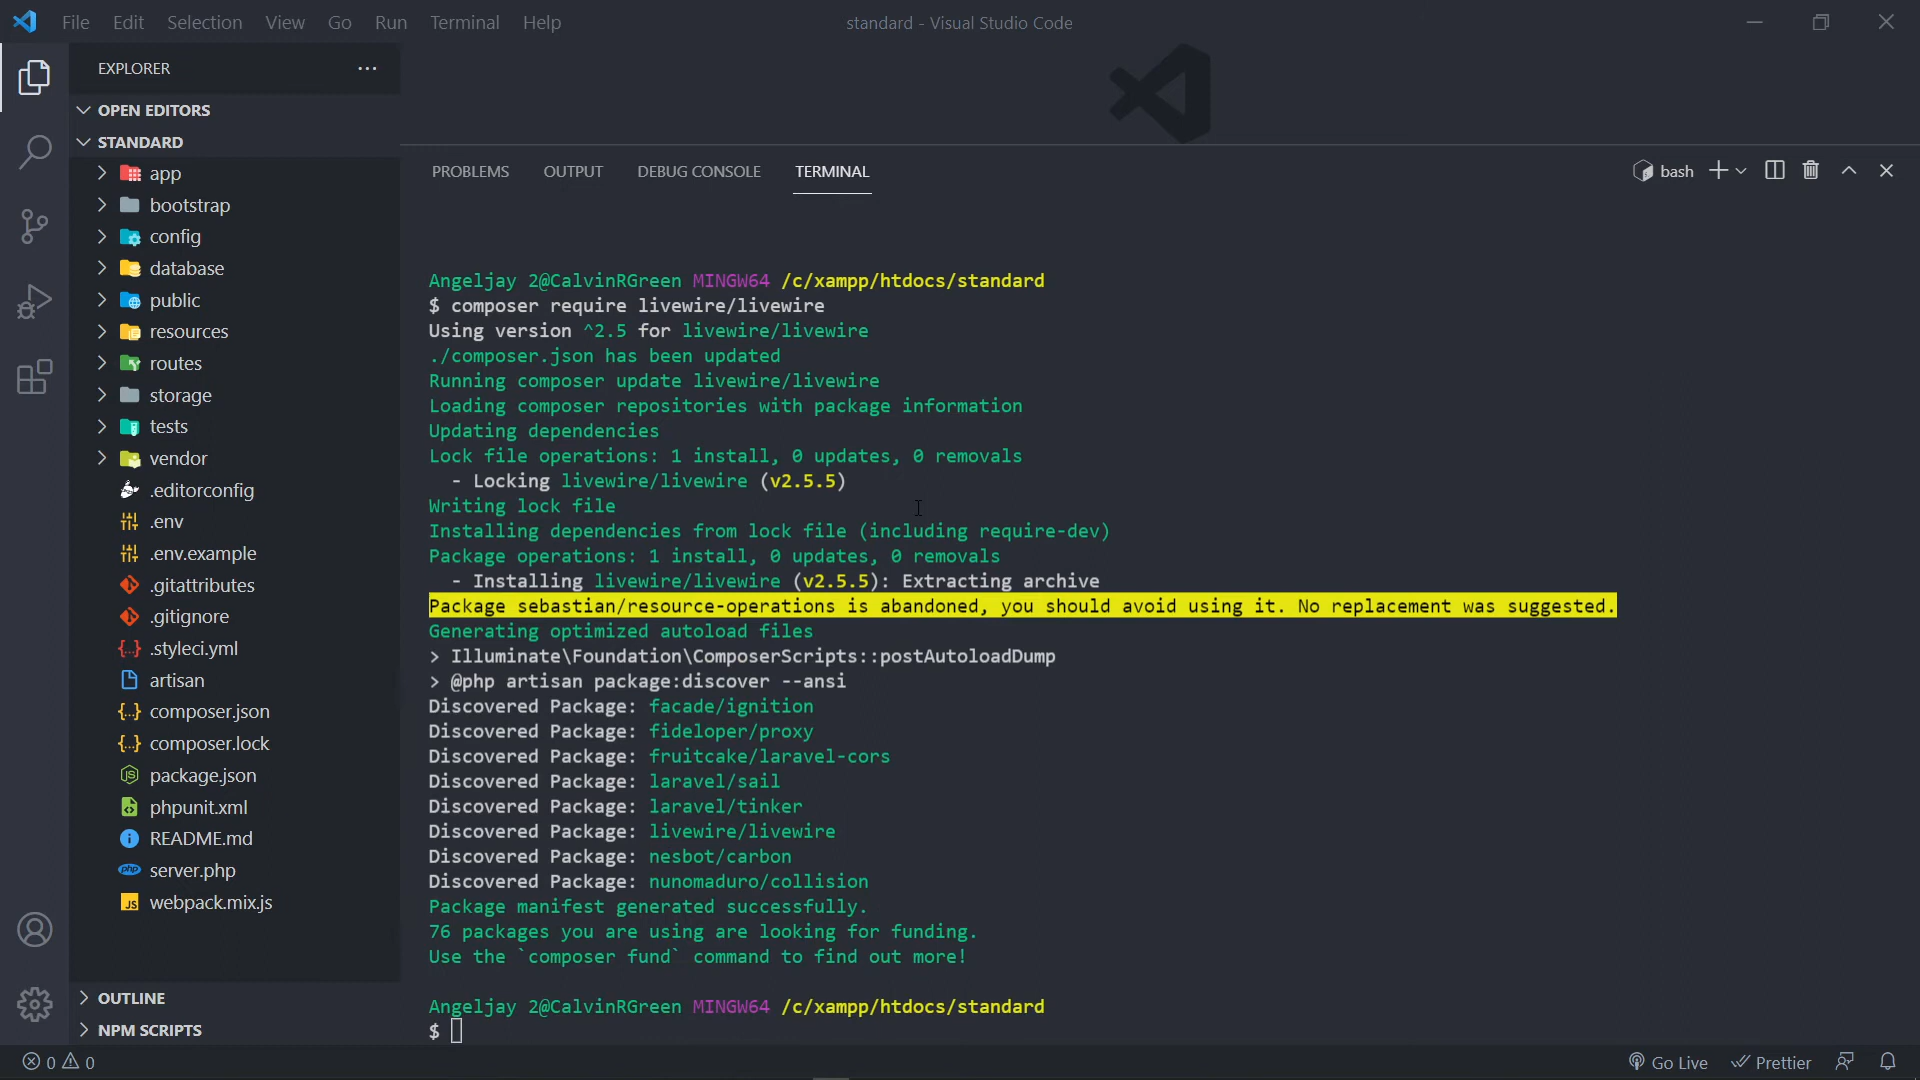 File Edit Selection View Go Run Terminal Help
standard - Visual Studio Code
EXPLORER
OPEN EDITORS
STANDARD
app
bootstrap
config
database
public
resources
routes
storage
tests
vendor
.editorconfig
.env
.env.example
.gitattributes
.gitignore
.styleci.yml
artisan
composer.json
composer.lock
package.json
phpunit.xml
README.md
server.php
webpack.mix.js
OUTLINE
NPM SCRIPTS
PROBLEMS OUTPUT DEBUG CONSOLE TERMINAL
bash
Angeljay 2@CalvinRGreen MINGW64 /c/xampp/htdocs/standard
$ composer require livewire/livewire
Using version ^2.5 for livewire/livewire
./composer.json has been updated
Running composer update livewire/livewire
Loading composer repositories with package information
Updating dependencies
Lock file operations: 1 install, 0 updates, 0 removals
- Locking livewire/livewire (v2.5.5)
Writing lock file
Installing dependencies from lock file (including require-dev)
Package operations: 1 install, 0 updates, 0 removals
- Installing livewire/livewire (v2.5.5): Extracting archive
Package sebastian/resource-operations is abandoned, you should avoid using it. No replacement was suggested.
Generating optimized autoload files
> Illuminate\Foundation\ComposerScripts::postAutoloadDump
> @php artisan package:discover --ansi
Discovered Package: facade/ignition
Discovered Package: fideloper/proxy
Discovered Package: fruitcake/laravel-cors
Discovered Package: laravel/sail
Discovered Package: laravel/tinker
Discovered Package: livewire/livewire
Discovered Package: nesbot/carbon
Discovered Package: nunomaduro/collision
Package manifest generated successfully.
76 packages you are using are looking for funding.
Use the `composer fund` command to find out more!
Angeljay 2@CalvinRGreen MINGW64 /c/xampp/htdocs/standard
$
0 0
Go Live Prettier